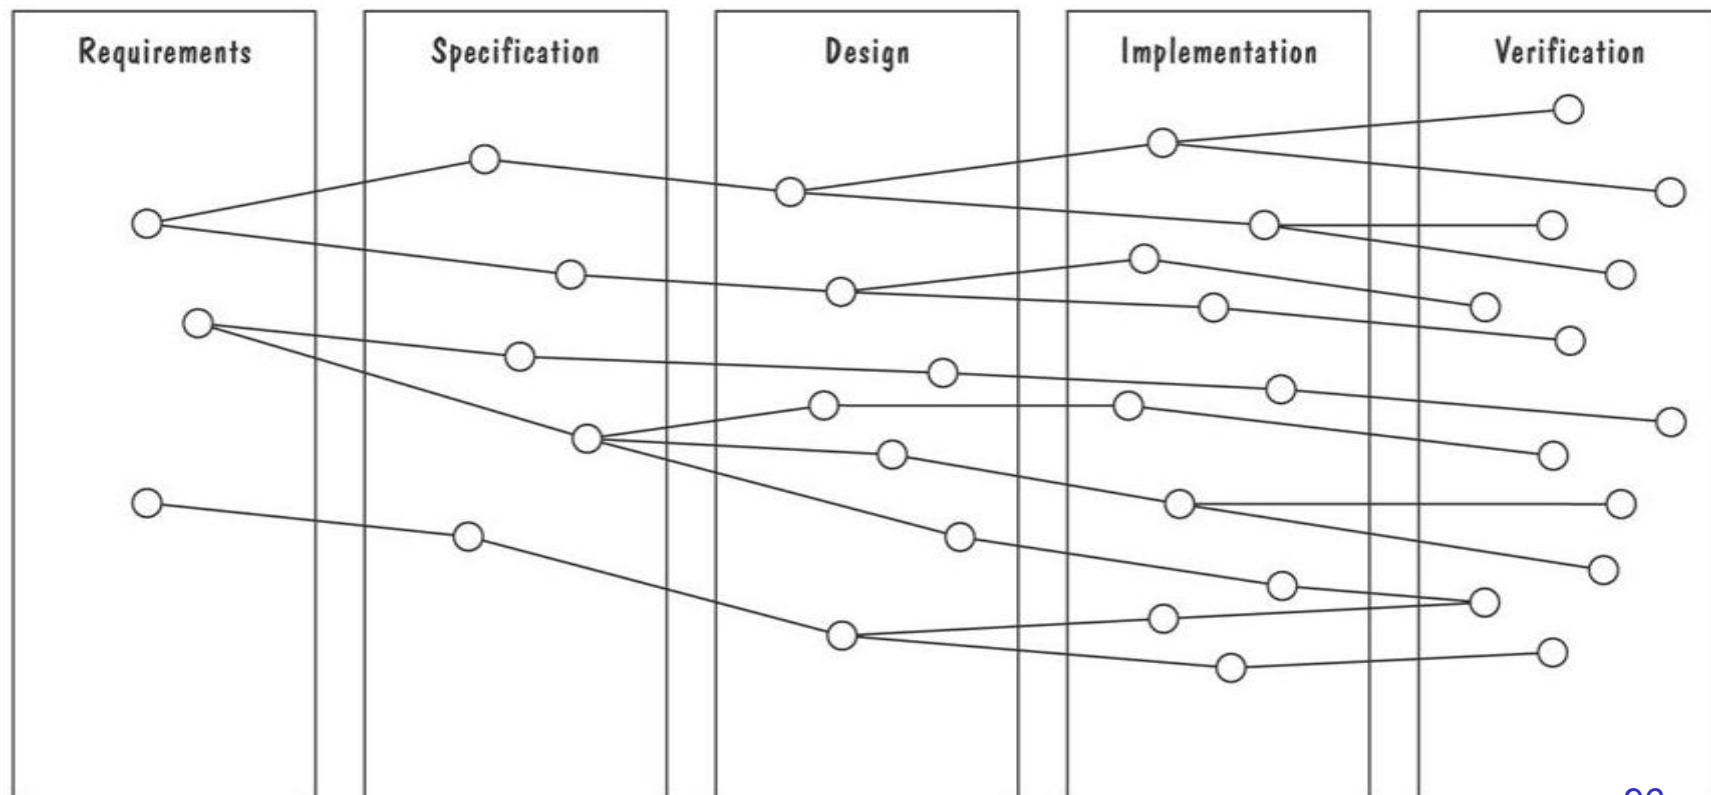 Requirements
Specification
Design
Implementation
Verification